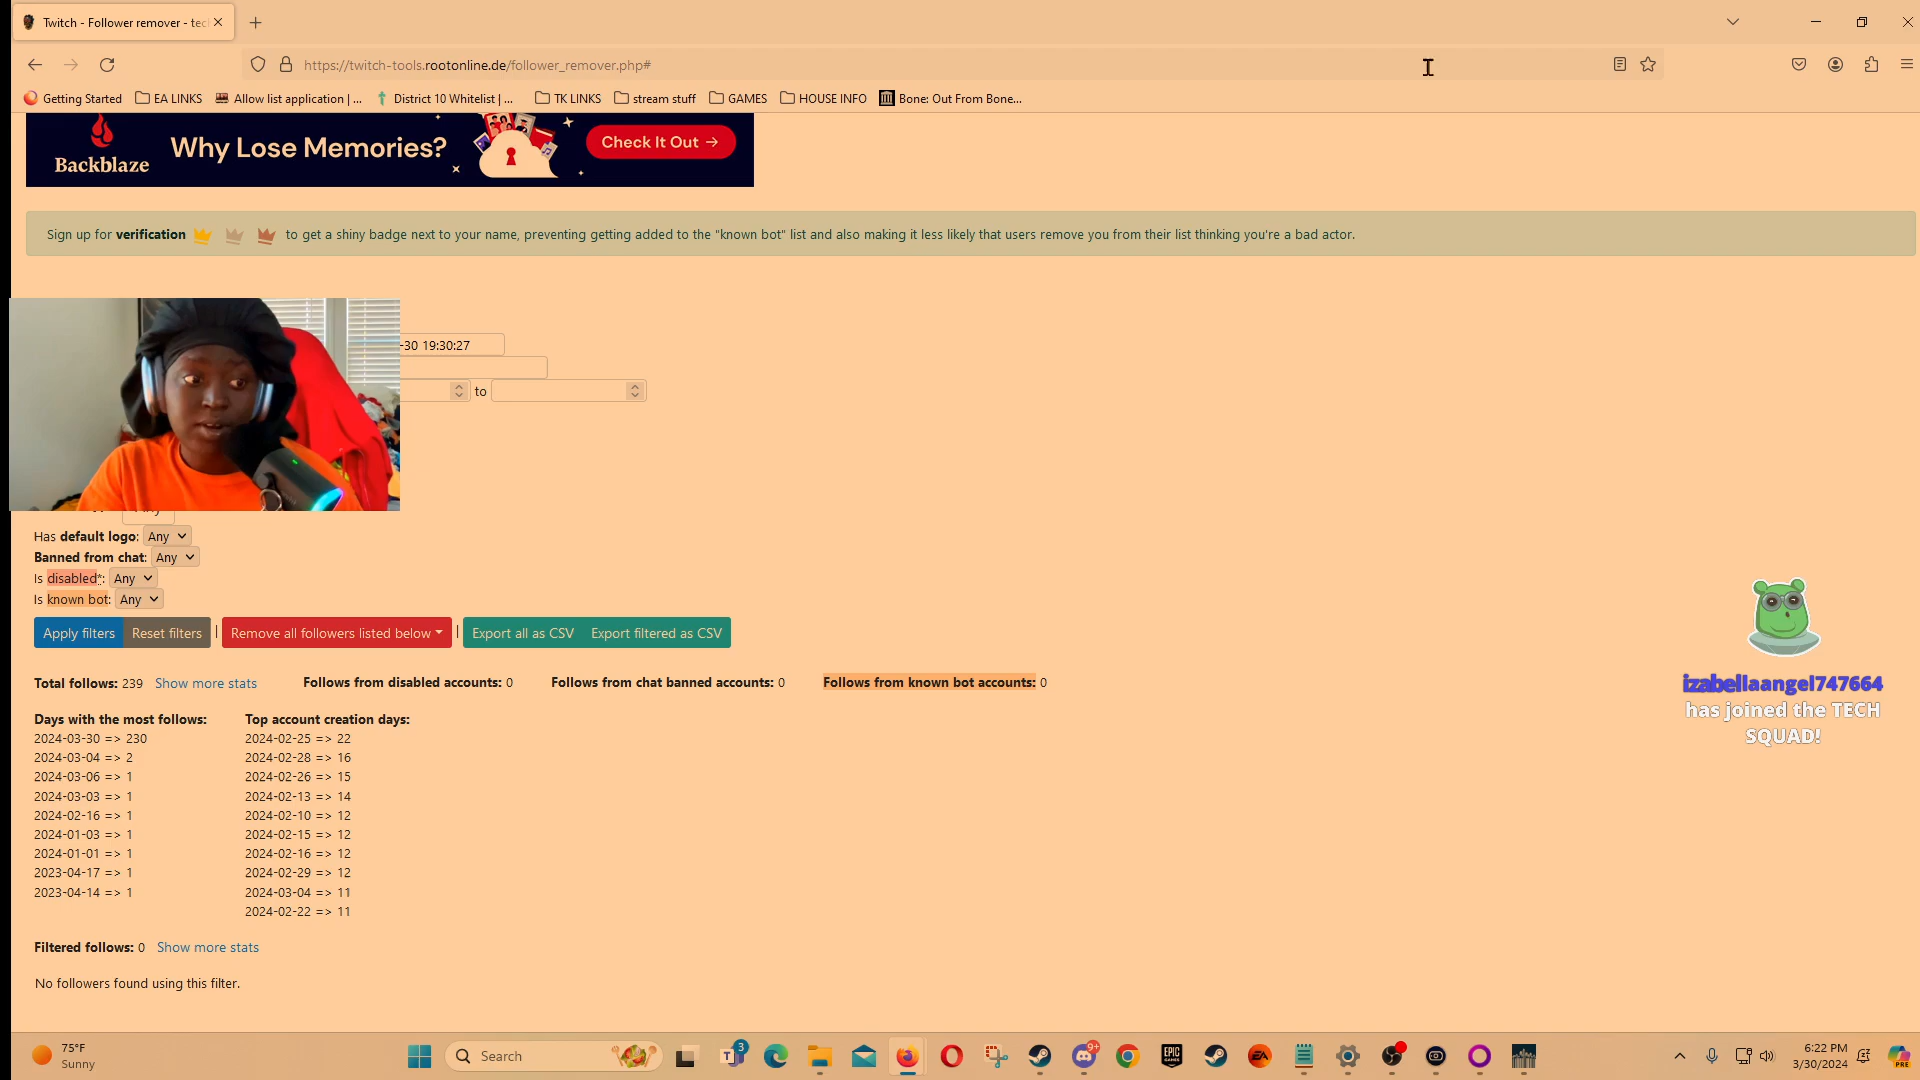 Twitch - Follower remover - tec
https://twitch-tools.rootonline.de/follower_remover.php#
Getting Started
EA LINKS
Allow list application | ...
District 10 Whitelist | ...
TK LINKS
stream stuff
GAMES
HOUSE INFO
Bone: Out From Bone...
Backblaze
Why Lose Memories?
Check It Out →
Sign up for verification to get a shiny badge next to your name, preventing getting added to the "known bot" list and also making it less likely that users remove you from their list thinking you're a bad actor.
-30 19:30:27
to
Has default logo: Any
Banned from chat: Any
Is disabled*: Any
Is known bot: Any
Apply filters Reset filters | Remove all followers listed below | Export all as CSV Export filtered as CSV
Total follows: 239 Show more stats Follows from disabled accounts: 0 Follows from chat banned accounts: 0 Follows from known bot accounts: 0
Days with the most follows:
2024-03-30 => 230
2024-03-04 => 2
2024-03-06 => 1
2024-03-03 => 1
2024-02-16 => 1
2024-01-03 => 1
2024-01-01 => 1
2023-04-17 => 1
2023-04-14 => 1
Top account creation days:
2024-02-25 => 22
2024-02-28 => 16
2024-02-26 => 15
2024-02-13 => 14
2024-02-10 => 12
2024-02-15 => 12
2024-02-16 => 12
2024-02-29 => 12
2024-03-04 => 11
2024-02-22 => 11
Filtered follows: 0 Show more stats
No followers found using this filter.
izabellaangel747664
has joined the TECH
SQUAD!
75°F
Sunny
Search
3
9+
EPIC GAMES
EA
6:22 PM
3/30/2024
PRE